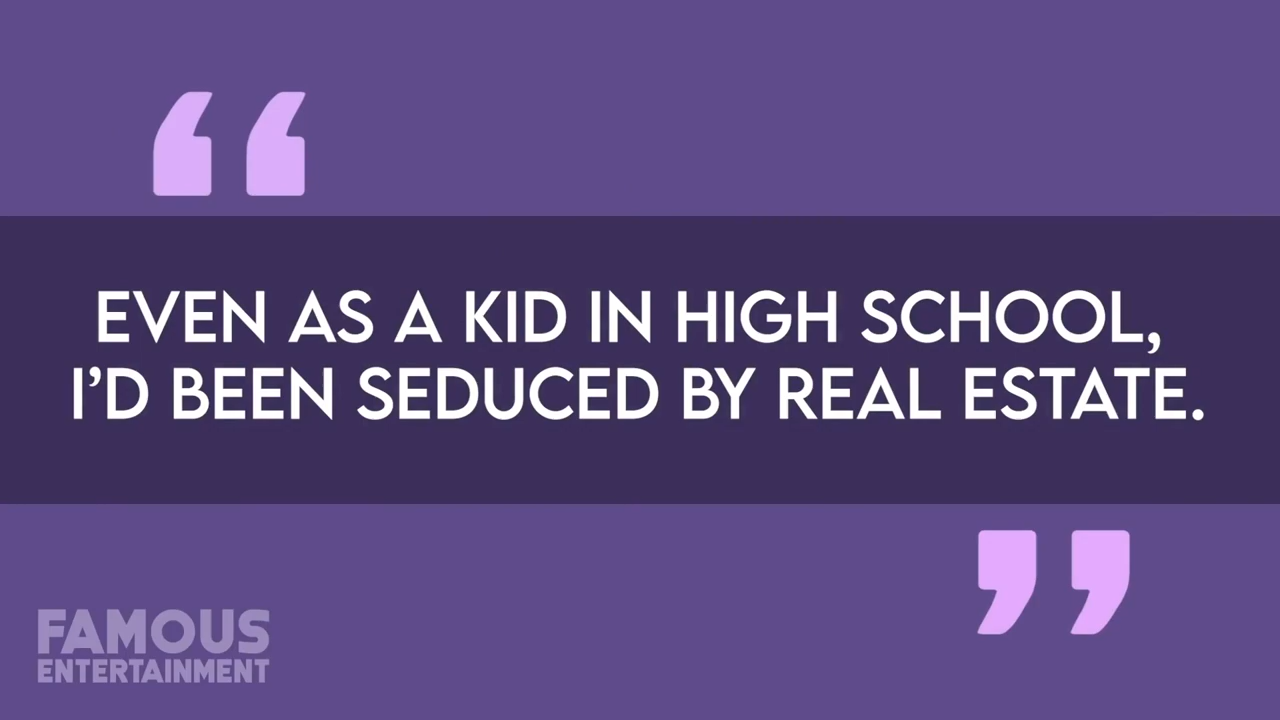 “
EVEN AS A KID IN HIGH SCHOOL,
I’D BEEN SEDUCED BY REAL ESTATE.
”
FAMOUS
ENTERTAINMENT